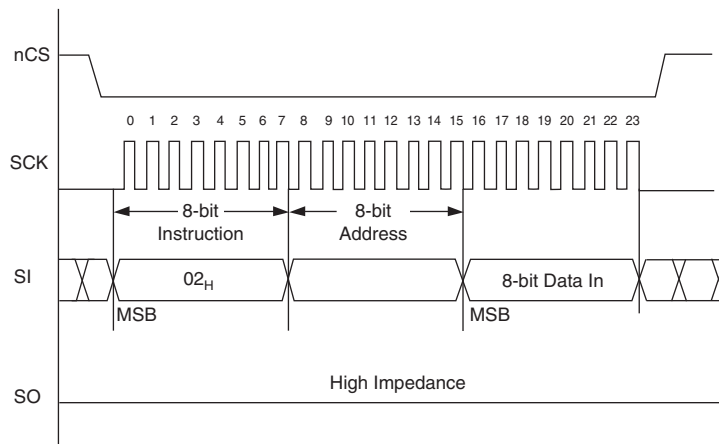 nCS
0 1 2 3 4 5 6 7 8 9 10 11 12 13 14 15 16 17 18 19 20 21 22 23
SCK
8-bit Instruction
8-bit Address
SI
02H
8-bit Data In
MSB
MSB
High Impedance
SO